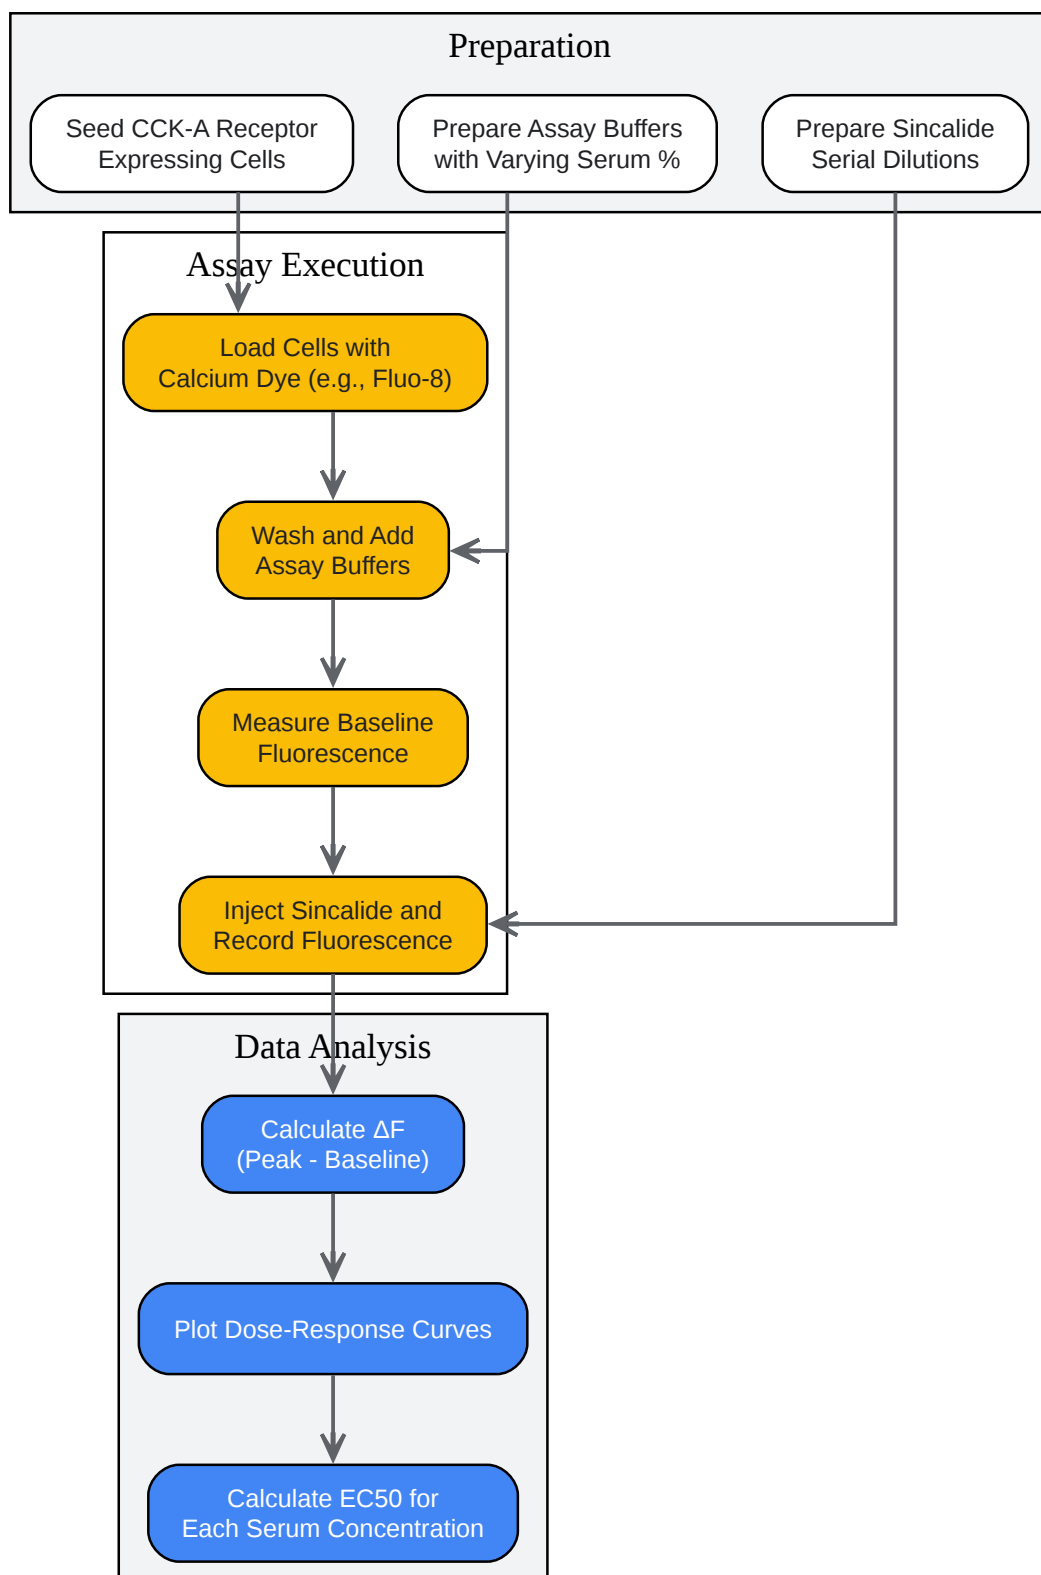 Preparation
Seed CCK-A Receptor
Expressing Cells
Prepare Assay Buffers
with Varying Serum %
Prepare Sincalide
Serial Dilutions
Assay Execution
Load Cells with
Calcium Dye (e.g., Fluo-8)
Wash and Add
Assay Buffers
Measure Baseline
Fluorescence
Inject Sincalide and
Record Fluorescence
Data Analysis
Calculate ΔF
(Peak - Baseline)
Plot Dose-Response Curves
Calculate EC50 for
Each Serum Concentration